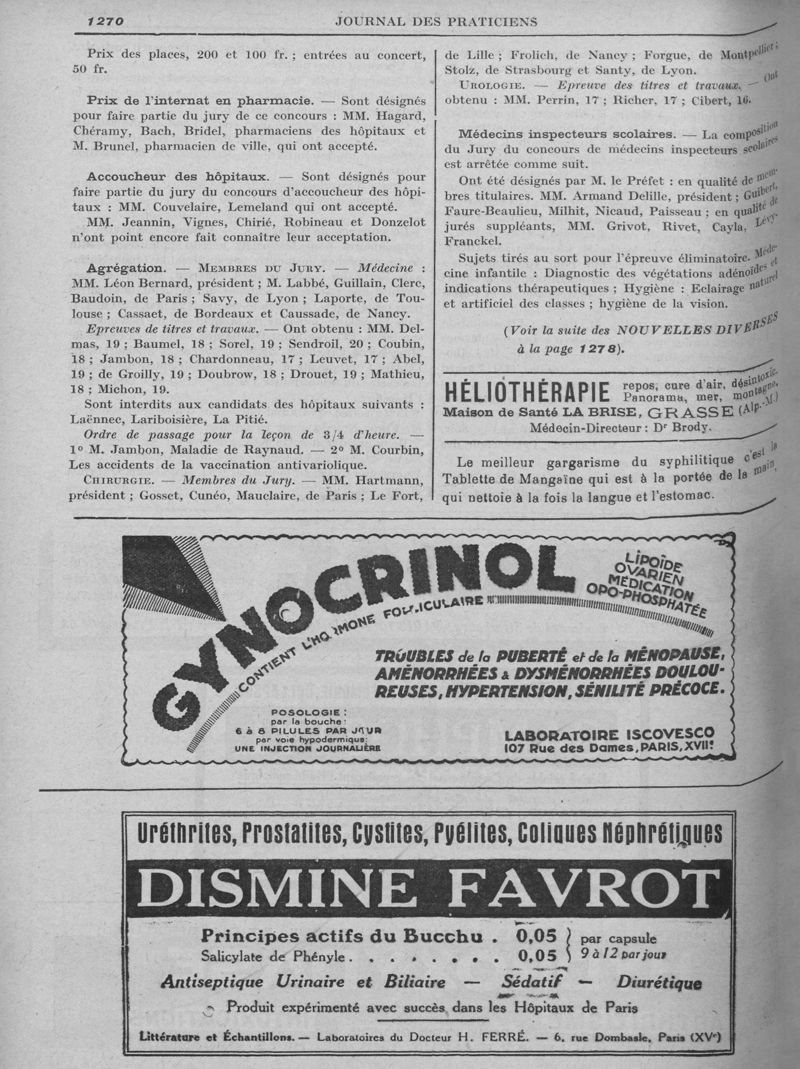 1270
JOURNAL DES PRATICIENS
Prix des places, 200 et 100 fr. ; entrées au concert,
50 fr.
Prix de l'internat en pharmacie. — Sont désignés
pour faire partie du jury de ce concours : MM. Hagard,
Chéramy, Bach, Bridel, pharmaciens des hôpitaux et
M. Brunel, pharmacien de ville, qui ont accepté.
Accoucheur des hôpitaux. — Sont désignés pour
faire partie du jury du concours d'accoucheur des hôpi-
taux : MM. Couvelaire, Lemeland qui ont accepté.
MM. Jeannin, Vignes, Chirié, Robineau et Donzelot
n'ont point encore fait connaître leur acceptation.
Agrégation. — MEMBRES DU JURY. — Médecine :
MM. Léon Bernard, président ; M. Labbé, Guillain, Clerc,
Baudoin, de Paris ; Savy, de Lyon ; Laporte, de Tou-
louse ; Cassaet, de Bordeaux et Caussade, de Nancy.
Epreuves de titres et travaux. — Ont obtenu : MM. Del-
mas, 19 ; Baumel, 18 ; Sorel, 19 ; Sendroil, 20 ; Coubin,
18 ; Jambon, 18 ; Chardonneau, 17 ; Leuvet, 17 ; Abel,
19 ; de Groilly, 19 ; Doubrow, 18 ; Drouet, 19 ; Mathieu,
18 ; Michon, 19.
Sont interdits aux candidats des hôpitaux suivants :
Laënnec, Lariboisière, La Pitié.
Ordre de passage pour la leçon de 3/4 d'heure. —
1º M. Jambon, Maladie de Raynaud. — 2º M. Courbin,
Les accidents de la vaccination antivariolique.
CHIRURGIE. — Membres du Jury. — MM. Hartmann,
président ; Gosset, Cunéo, Mauclaire, de Paris ; Le Fort,
de Lille ; Frolich, de Nancy ; Forgue, de Montpellier ;
Stolz, de Strasbourg et Santy, de Lyon.
UROLOGIE. — Epreuve des titres et travaux. — Ont
obtenu : MM. Perrin, 17 ; Richer, 17 ; Cibert, 16.
Médecins inspecteurs scolaires. — La composition
du Jury du concours de médecins inspecteurs scolaires
est arrêtée comme suit.
Ont été désignés par M. le Préfet : en qualité de mem-
bres titulaires. MM. Armand Delille, président ; Guibert,
Faure-Beaulieu, Milhit, Nicaud, Paisseau ; en qualité de
jurés suppléants, MM. Grivot, Rivet, Cayla, Lévy-
Franckel.
Sujets tirés au sort pour l'épreuve éliminatoire. Méde-
cine infantile : Diagnostic des végétations adénoïdes et
indications thérapeutiques ; Hygiène : Eclairage naturel
et artificiel des classes ; hygiène de la vision.
(Voir la suite des NOUVELLES DIVERSES
à la page 1278).
HÉLIOTHÉRAPIE repos, cure d'air, désintoxic.
Panorama, mer, montagne,
Maison de Santé LA BRISE, GRASSE (Alp.-M.)
Médecin-Directeur : Dr Brody.
Le meilleur gargarisme du syphilitique c'est la
Tablette de Mangaïne qui est à la portée de la main,
qui nettoie à la fois la langue et l'estomac.
GYNOCRINOL
LIPOÏDE
OVARIEN
MÉDICATION
OPO-PHOSPHATÉE
CONTIENT L'HORMONE FOLLICULAIRE
TROUBLES de la PUBERTÉ et de la MÉNOPAUSE,
AMÉNORRHÉES & DYSMÉNORRHÉES DOULOU-
REUSES, HYPERTENSION, SÉNILITÉ PRÉCOCE.
POSOLOGIE :
par la bouche :
6 à 8 PILULES PAR JOUR
par voie hypodermique:
UNE INJECTION JOURNALIÈRE
LABORATOIRE ISCOVESCO
107 Rue des Dames, PARIS, XVIIe
Uréthrites, Prostatites, Cystites, Pyélites, Coliques Néphrétiques
DISMINE FAVROT
Principes actifs du Bucchu . 0,05 } par capsule
Salicylate de Phényle . . . . . . . 0,05 } 9 à 12 par jour
Antiseptique Urinaire et Biliaire — Sédatif — Diurétique
Produit expérimenté avec succès dans les Hôpitaux de Paris
Littérature et Échantillons. — Laboratoires du Docteur H. FERRÉ. — 6, rue Dombasle, Paris (XVe)